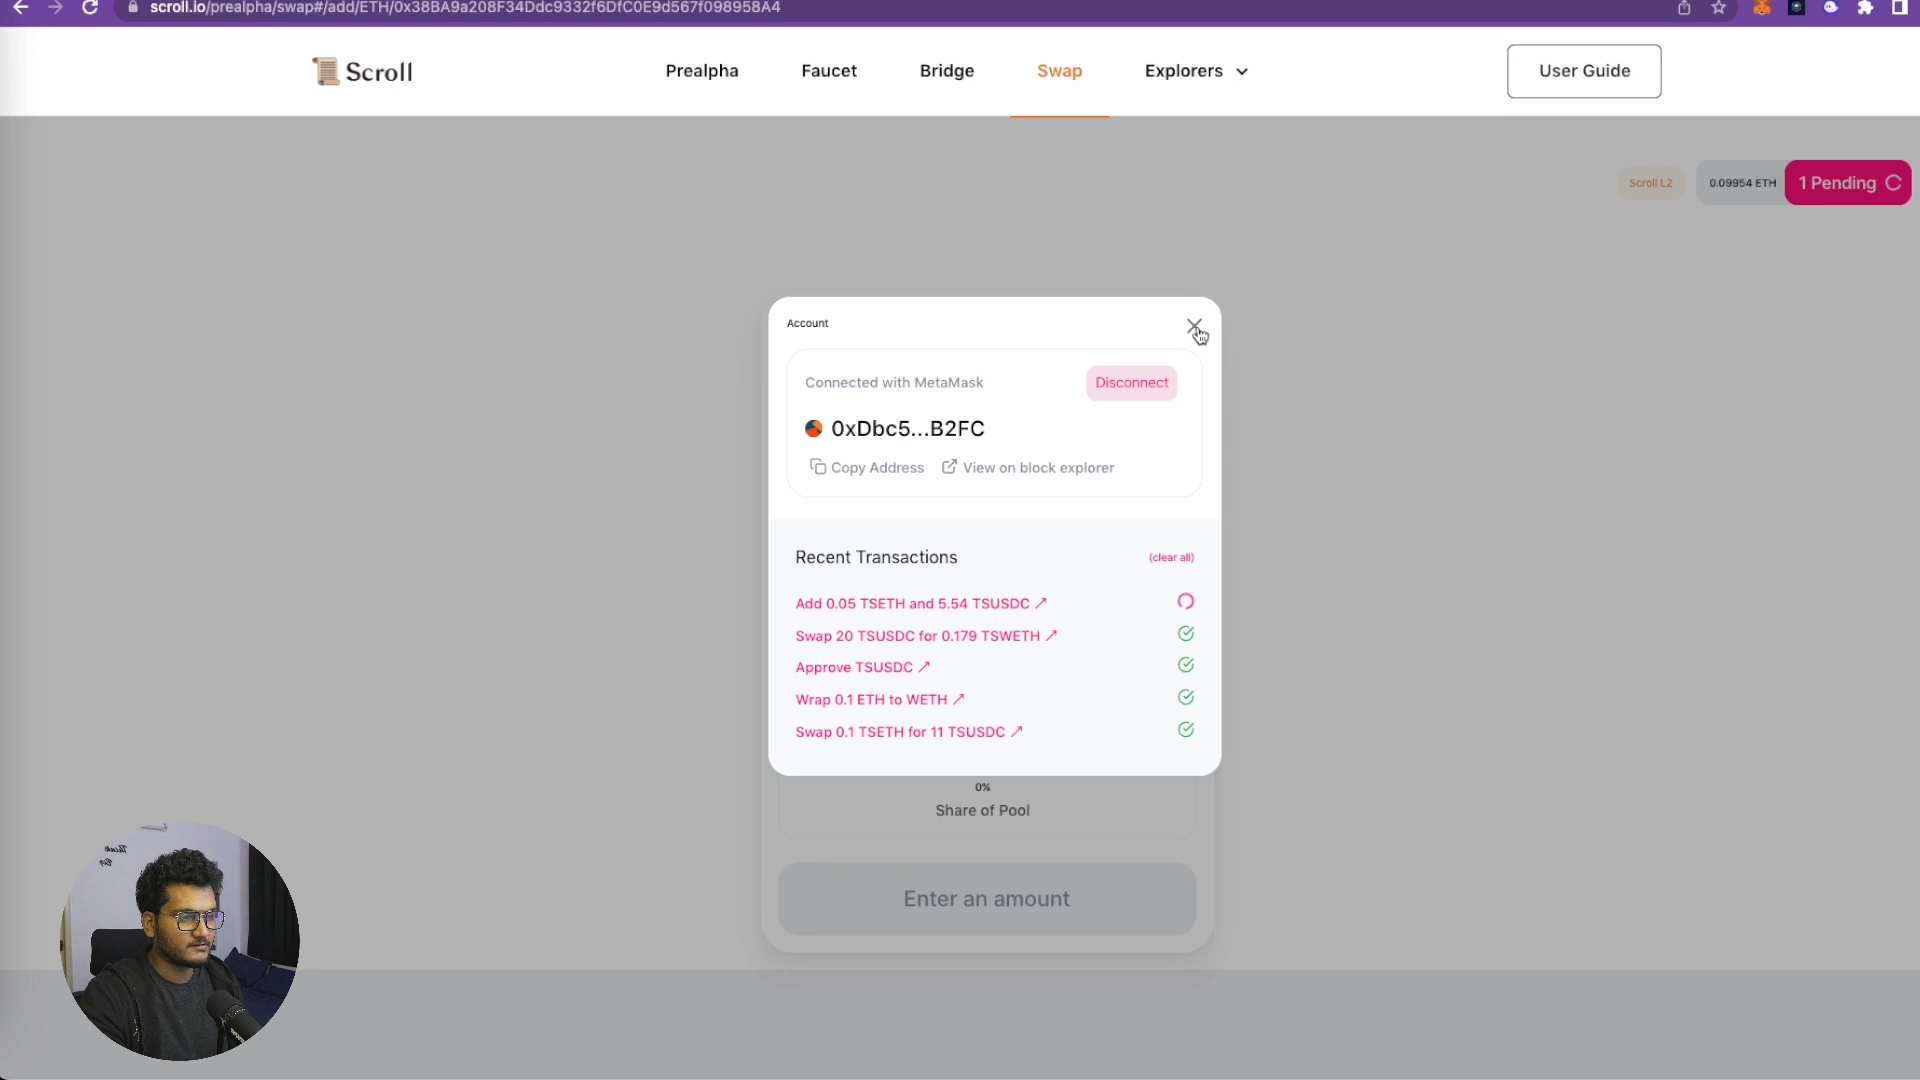 scroll.io/prealpha/swap#/add/ETH/0x38BA9a208F34Ddc9332f6DfC0E9d567f098958A4
Scroll
Prealpha
Faucet
Bridge
Swap
Explorers
User Guide
Scroll L2
0.09954 ETH
1 Pending
Account
Connected with MetaMask
Disconnect
0xDbc5...B2FC
Copy Address
View on block explorer
Recent Transactions
(clear all)
Add 0.05 TSETH and 5.54 TSUSDC ↗
Swap 20 TSUSDC for 0.179 TSWETH ↗
Approve TSUSDC ↗
Wrap 0.1 ETH to WETH ↗
Swap 0.1 TSETH for 11 TSUSDC ↗
0%
Share of Pool
Enter an amount
Think
Big